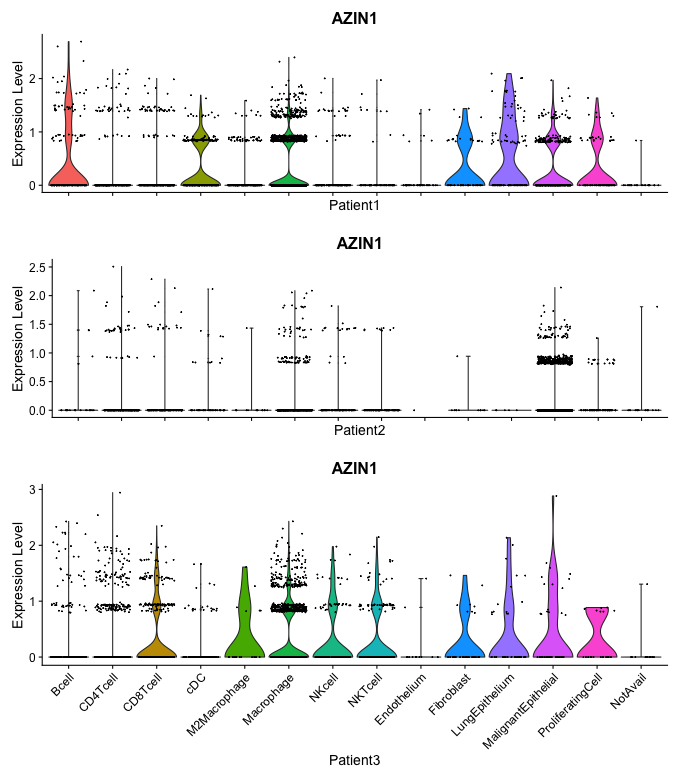 AZIN1
Expression Level
2
1
0
Patient1
AZIN1
Expression Level
2.5
2.0
1.5
1.0
0.5
0.0
Patient2
AZIN1
Expression Level
3
2
1
0
Bcell
CD4Tcell
CD8Tcell
cDC
M2Macrophage
Macrophage
NKcell
NKTcell
Endothelium
Fibroblast
LungEpithelium
MalignantEpithelial
ProliferatingCell
NotAvail
Patient3